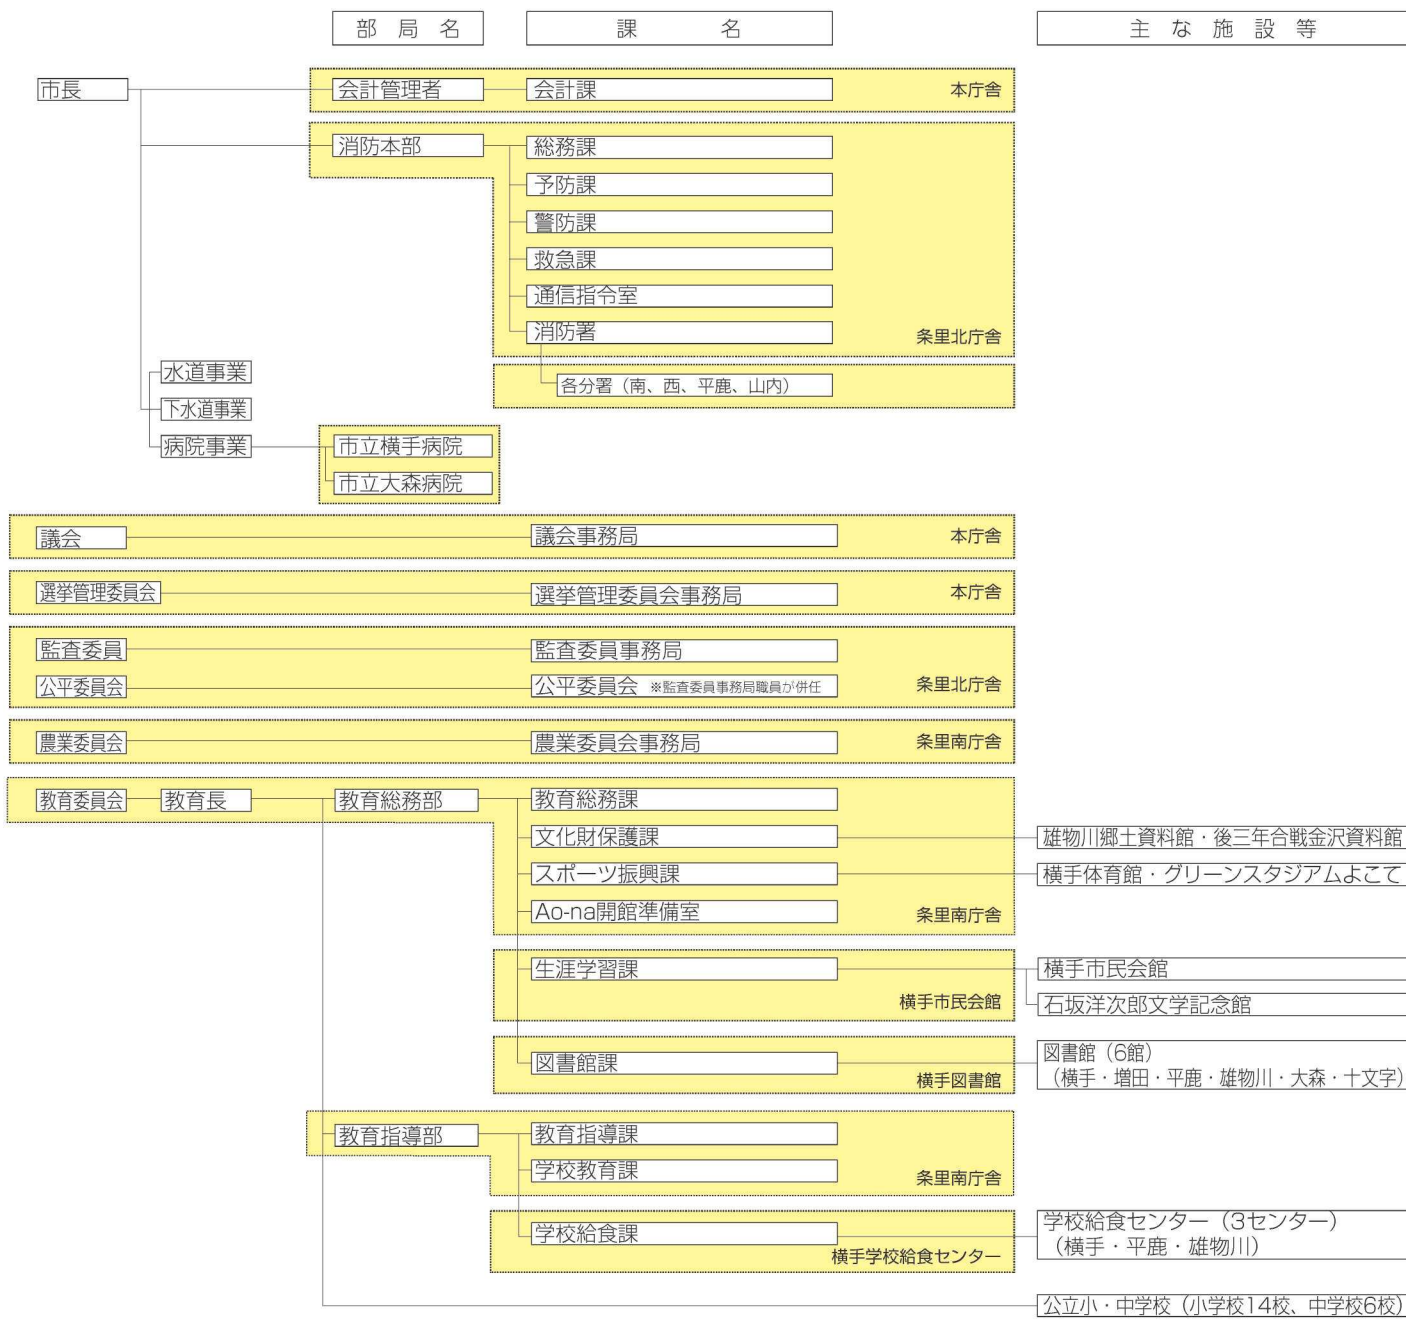 部局名
課名
主な施設等
市長
会計管理者
会計課
本庁舎
消防本部
総務課
予防課
警防課
救急課
通信指令室
消防署
条里北庁舎
各分署（南、西、平鹿、山内）
水道事業
下水道事業
病院事業
市立横手病院
市立大森病院
議会
議会事務局
本庁舎
選挙管理委員会
選挙管理委員会事務局
本庁舎
監査委員
監査委員事務局
公平委員会
公平委員会 ※監査委員事務局職員が併任
条里北庁舎
農業委員会
農業委員会事務局
条里南庁舎
教育委員会
教育長
教育総務部
教育総務課
文化財保護課
雄物川郷土資料館・後三年合戦金沢資料館
スポーツ振興課
横手体育館・グリーンスタジアムよこて
Ao-na開館準備室
条里南庁舎
生涯学習課
横手市民会館
横手市民会館
石坂洋次郎文学記念館
図書館課
横手図書館
図書館（6館）
（横手・増田・平鹿・雄物川・大森・十文字）
教育指導部
教育指導課
学校教育課
条里南庁舎
学校給食課
横手学校給食センター
学校給食センター（3センター）
（横手・平鹿・雄物川）
公立小・中学校（小学校14校、中学校6校）